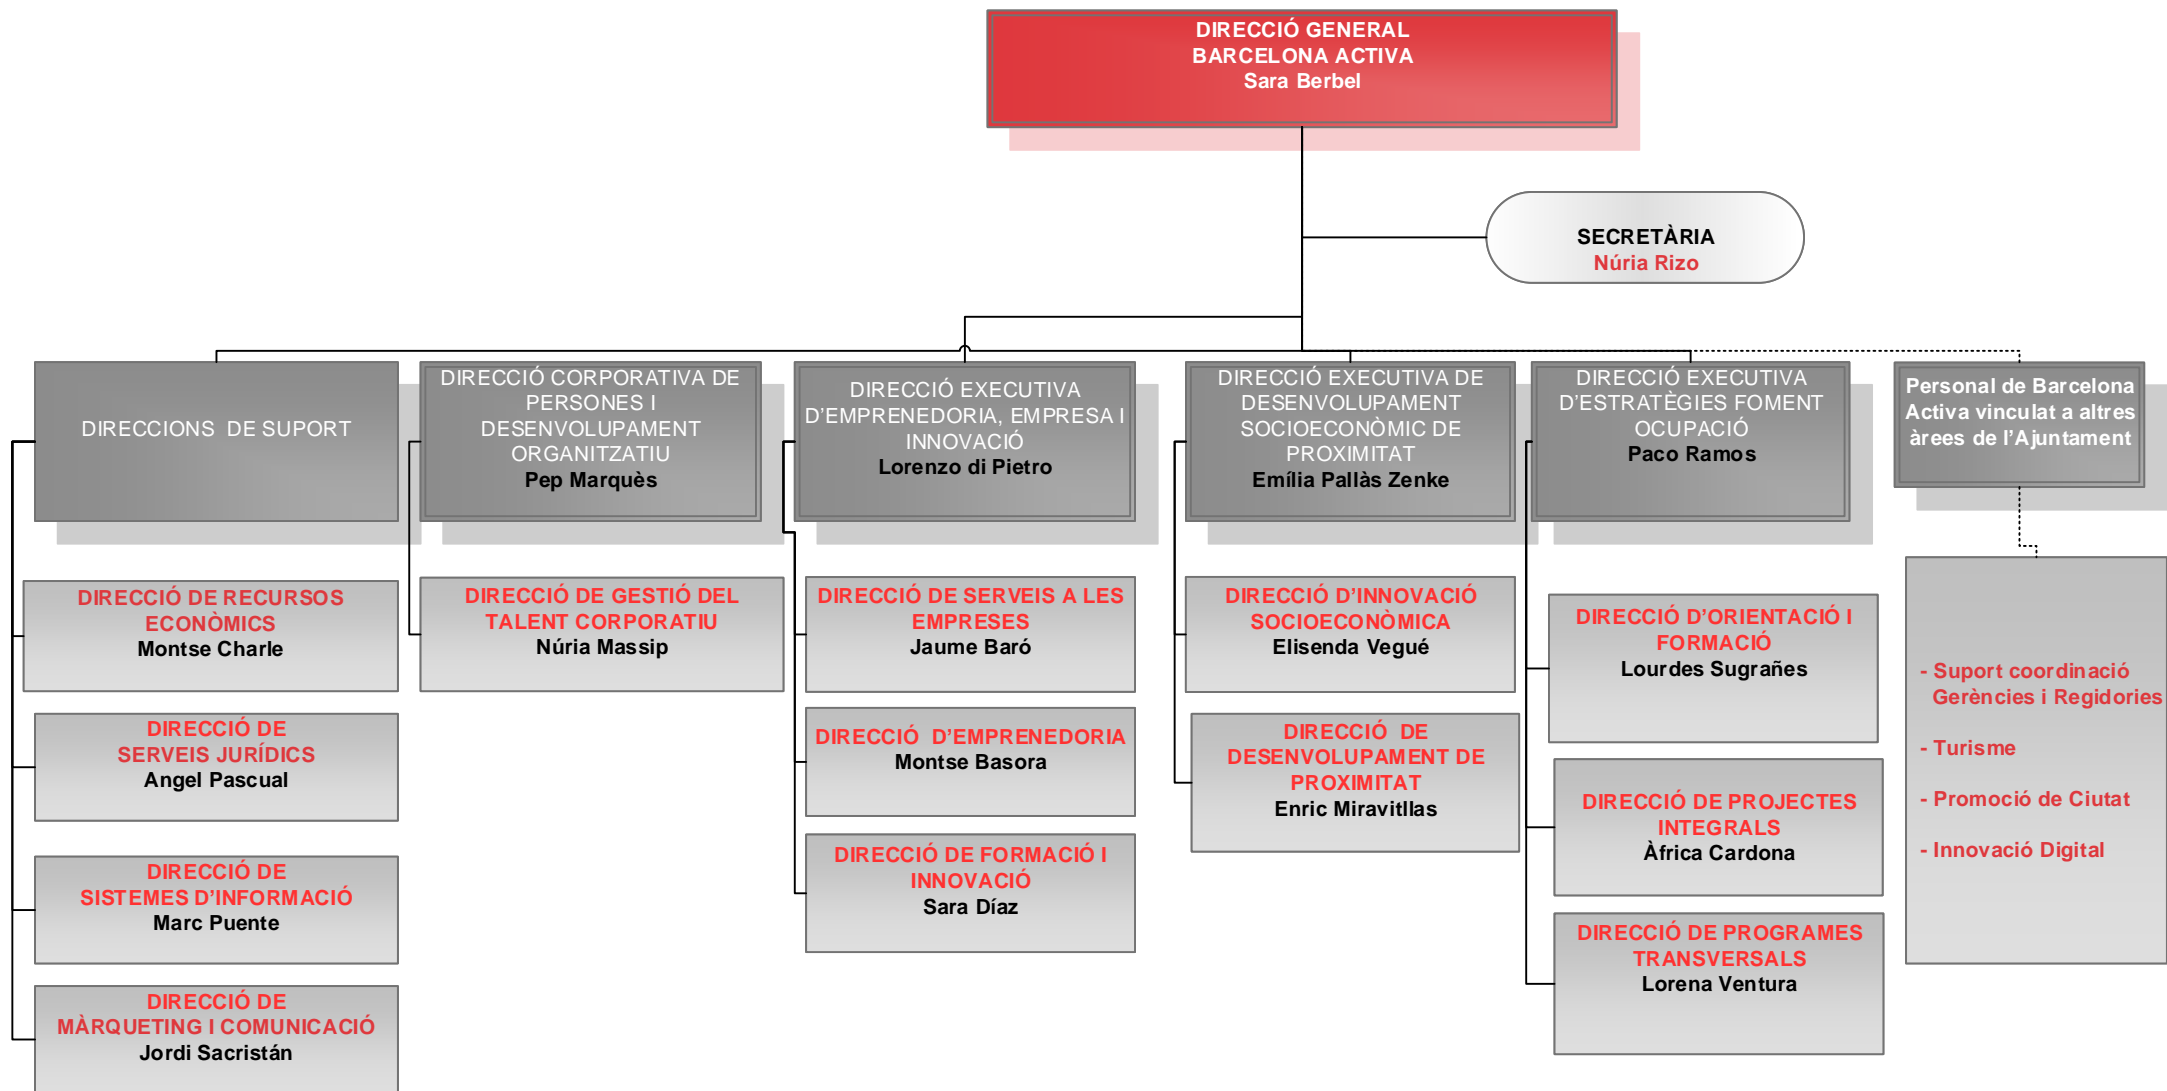 DIRECCIÓ GENERAL
BARCELONA ACTIVA
Sara Berbel
SECRETÀRIA
Núria Rizo
DIRECCIONS DE SUPORT
DIRECCIÓ CORPORATIVA DE
PERSONES I
DESENVOLUPAMENT
ORGANITZATIU
Pep Marquès
DIRECCIÓ EXECUTIVA
D’EMPRENEDORIA, EMPRESA I
INNOVACIÓ
Lorenzo di Pietro
DIRECCIÓ EXECUTIVA DE
DESENVOLUPAMENT
SOCIOECONÒMIC DE
PROXIMITAT
Emília Pallàs Zenke
DIRECCIÓ EXECUTIVA
D’ESTRATÈGIES FOMENT
OCUPACIÓ
Paco Ramos
Personal de Barcelona
Activa vinculat a altres
àrees de l’Ajuntament
DIRECCIÓ DE RECURSOS
ECONÒMICS
Montse Charle
DIRECCIÓ DE
SERVEIS JURÍDICS
Angel Pascual
DIRECCIÓ DE
SISTEMES D’INFORMACIÓ
Marc Puente
DIRECCIÓ DE
MÀRQUETING I COMUNICACIÓ
Jordi Sacristán
DIRECCIÓ DE GESTIÓ DEL
TALENT CORPORATIU
Núria Massip
DIRECCIÓ DE SERVEIS A LES
EMPRESES
Jaume Baró
DIRECCIÓ D’EMPRENEDORIA
Montse Basora
DIRECCIÓ DE FORMACIÓ I
INNOVACIÓ
Sara Díaz
DIRECCIÓ D’INNOVACIÓ
SOCIOECONÒMICA
Elisenda Vegué
DIRECCIÓ DE
DESENVOLUPAMENT DE
PROXIMITAT
Enric Miravitllas
DIRECCIÓ D’ORIENTACIÓ I
FORMACIÓ
Lourdes Sugrañes
DIRECCIÓ DE PROJECTES
INTEGRALS
Àfrica Cardona
DIRECCIÓ DE PROGRAMES
TRANSVERSALS
Lorena Ventura
- Suport coordinació
Gerències i Regidories
- Turisme
- Promoció de Ciutat
- Innovació Digital